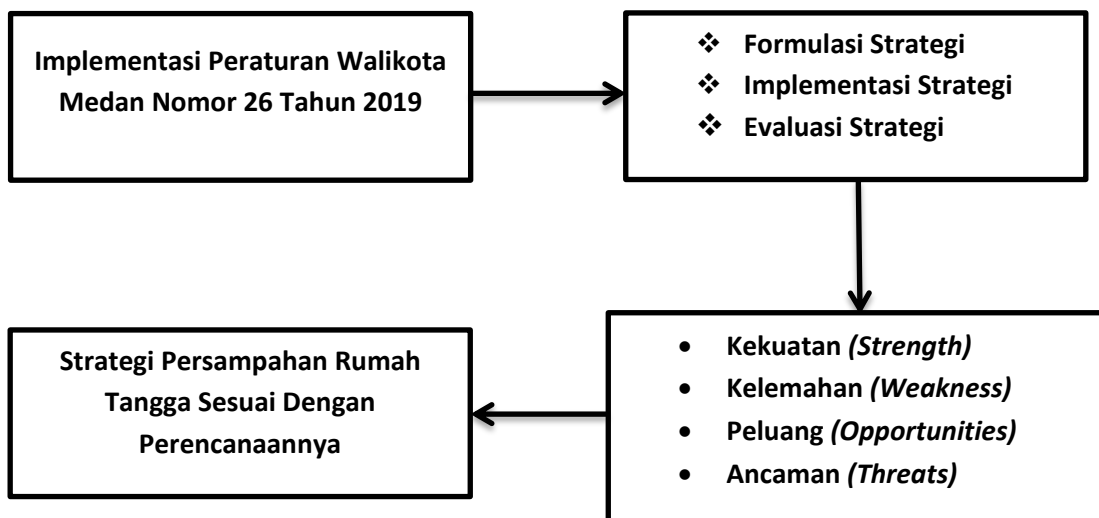 Implementasi Peraturan Walikota
Medan Nomor 26 Tahun 2019
❖ Formulasi Strategi
❖ Implementasi Strategi
❖ Evaluasi Strategi
• Kekuatan (Strength)
• Kelemahan (Weakness)
• Peluang (Opportunities)
• Ancaman (Threats)
Strategi Persampahan Rumah
Tangga Sesuai Dengan
Perencanaannya